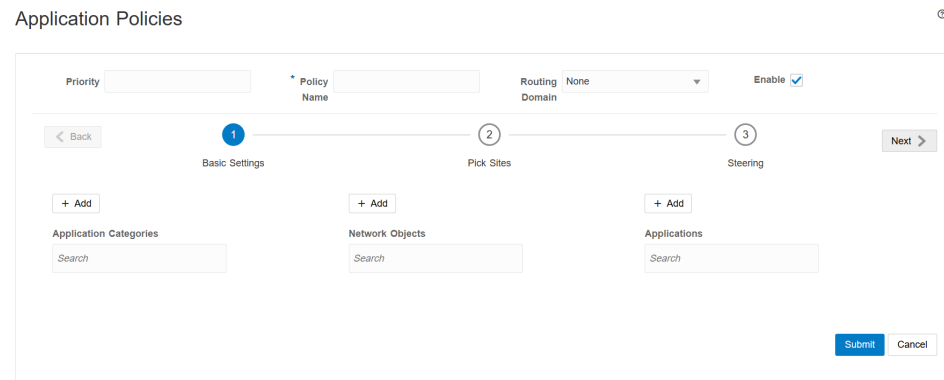 Application Policies
Priority
* Policy Name
Routing Domain
None
Enable
Back
1
2
3
Next
Basic Settings
Pick Sites
Steering
+ Add
+ Add
+ Add
Application Categories
Network Objects
Applications
Search
Search
Search
Submit
Cancel